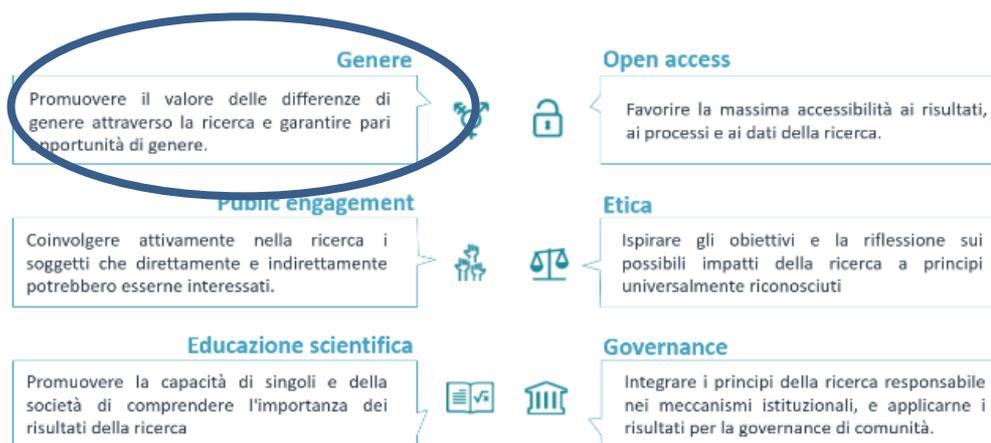 Genere
Promuovere il valore delle differenze di
genere attraverso la ricerca e garantire pari
opportunità di genere.
Open access
Favorire la massima accessibilità ai risultati,
ai processi e ai dati della ricerca.
Public engagement
Coinvolgere attivamente nella ricerca i
soggetti che direttamente e indirettamente
potrebbero esserne interessati.
Etica
Ispirare gli obiettivi e la riflessione sui
possibili impatti della ricerca a principi
universalmente riconosciuti
Educazione scientifica
Promuovere la capacità di singoli e della
società di comprendere l'importanza dei
risultati della ricerca
Governance
Integrare i principi della ricerca responsabile
nei meccanismi istituzionali, e applicarne i
risultati per la governance di comunità.